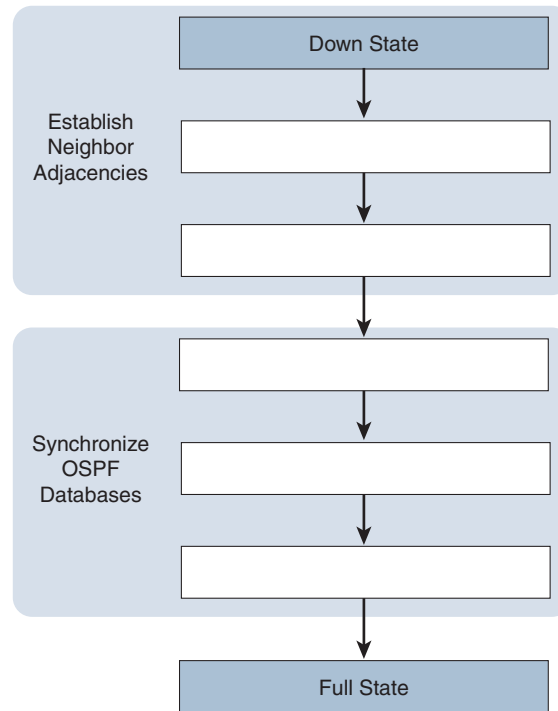 Down State
Establish
Neighbor
Adjacencies
Synchronize
OSPF
Databases
Full State